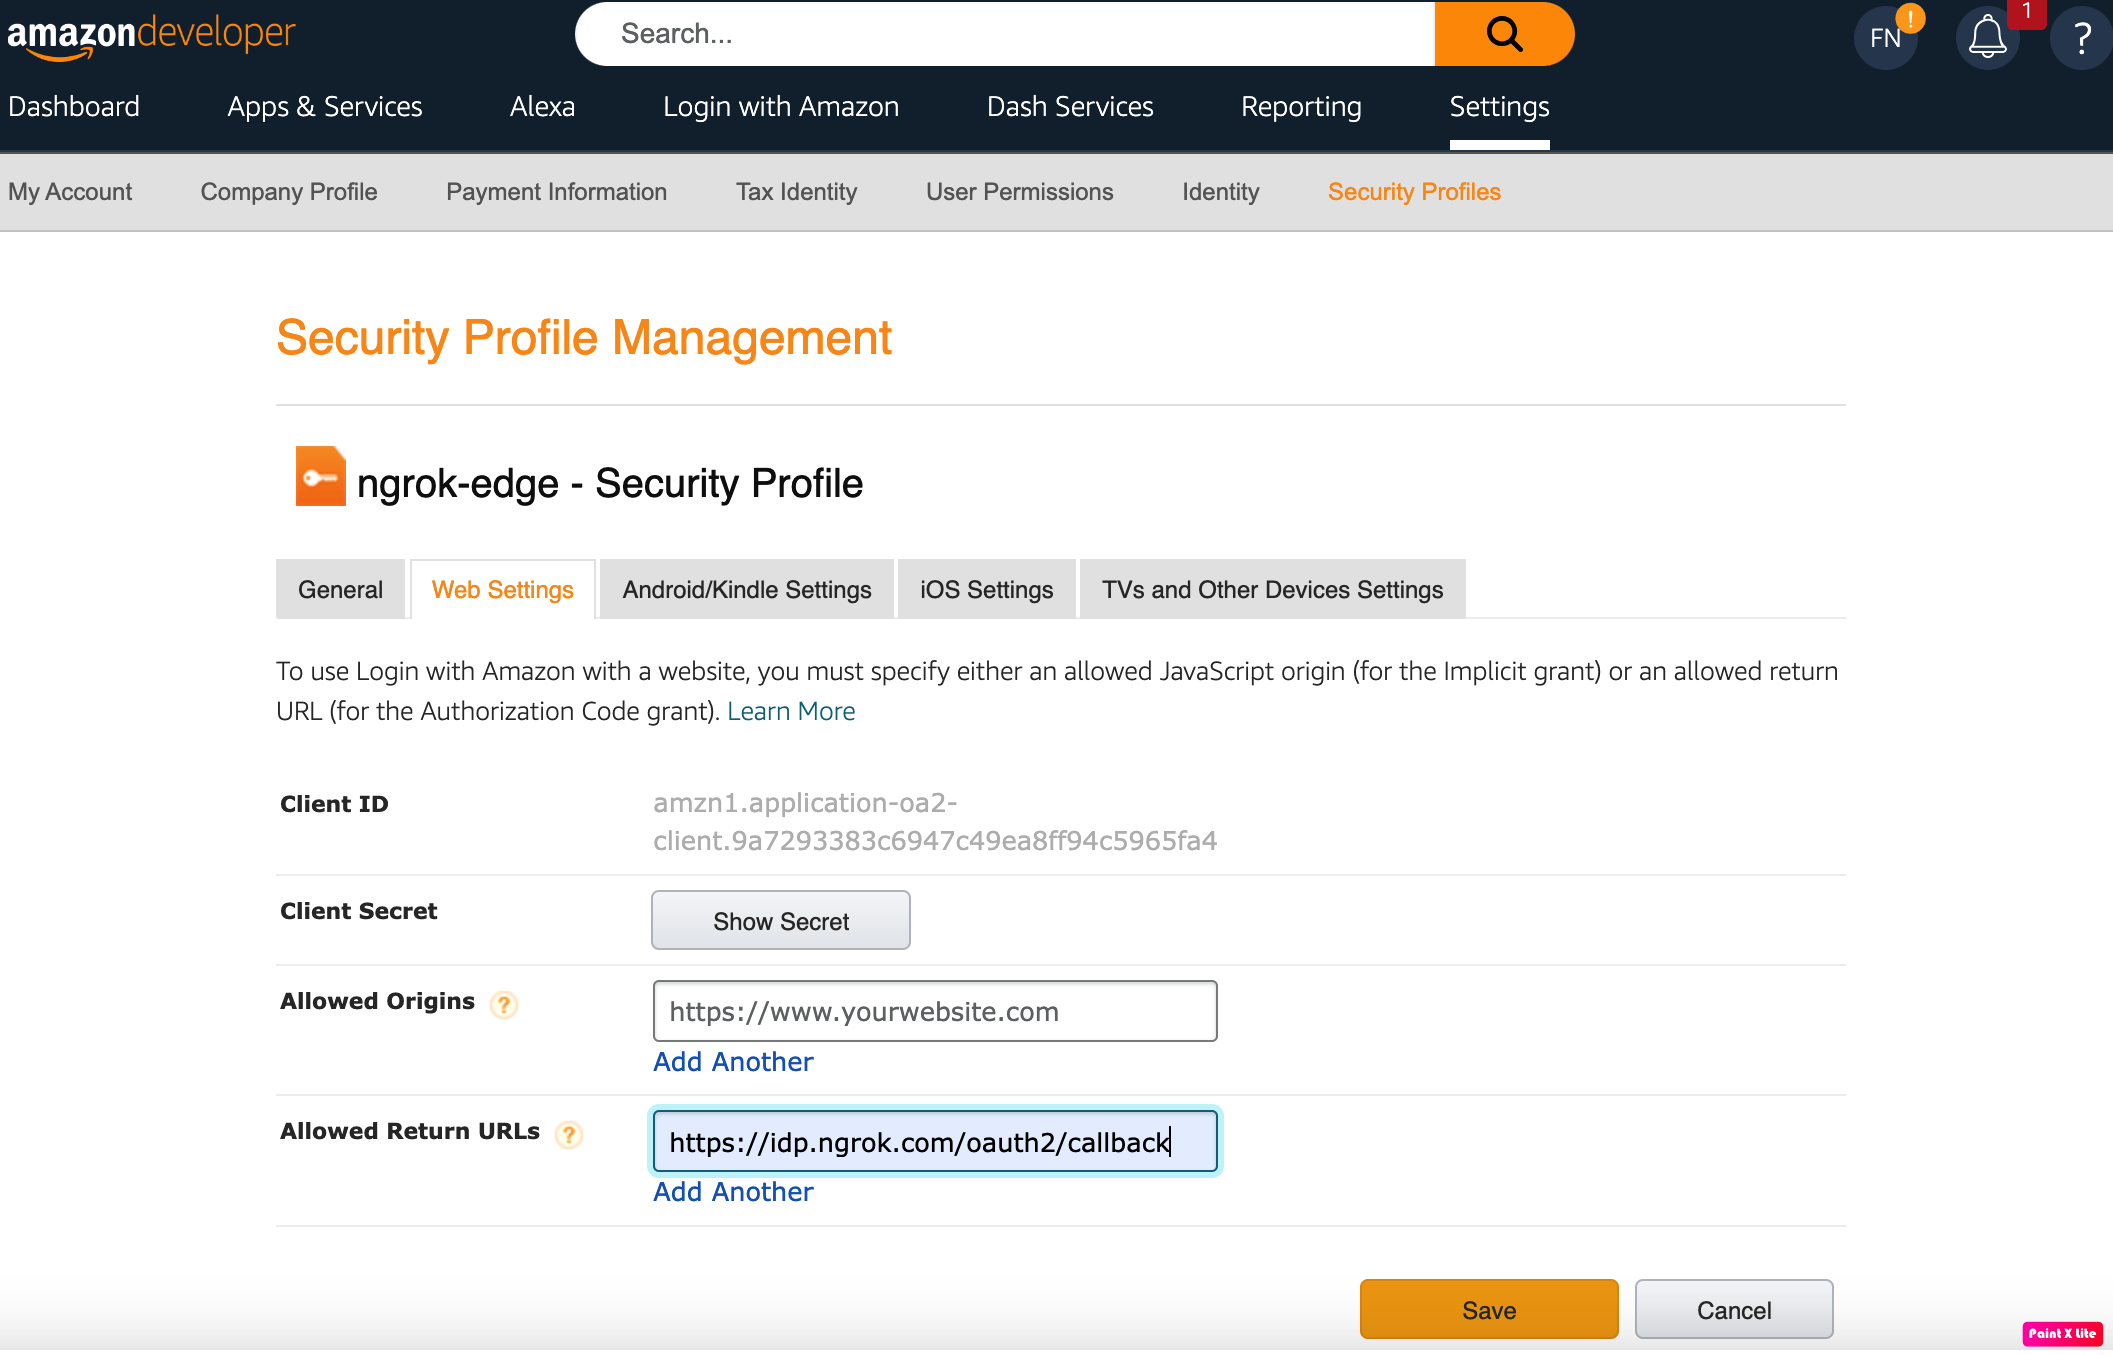 amazondeveloper
Search...
FN
!
1
?
Dashboard
Apps & Services
Alexa
Login with Amazon
Dash Services
Reporting
Settings
My Account
Company Profile
Payment Information
Tax Identity
User Permissions
Identity
Security Profiles
Security Profile Management
ngrok-edge - Security Profile
General
Web Settings
Android/Kindle Settings
iOS Settings
TVs and Other Devices Settings
To use Login with Amazon with a website, you must specify either an allowed JavaScript origin (for the Implicit grant) or an allowed return
URL (for the Authorization Code grant). Learn More
Client ID
amzn1.application-oa2-
client.9a7293383c6947c49ea8ff94c5965fa4
Client Secret
Show Secret
Allowed Origins ?
https://www.yourwebsite.com
Add Another
Allowed Return URLs ?
https://idp.ngrok.com/oauth2/callback
Add Another
Save
Cancel
Paint X Lite